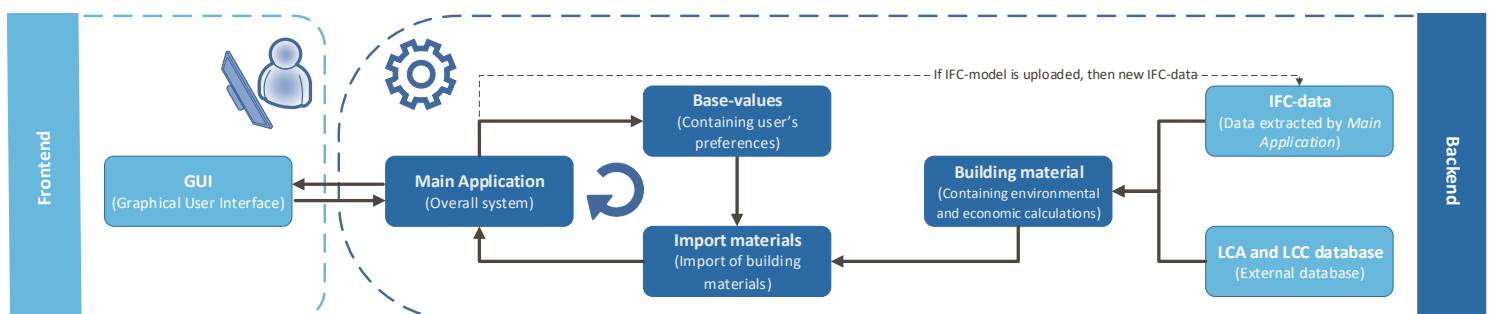 Frontend
GUI
(Graphical User Interface)
Main Application
(Overall system)
Base-values
(Containing user's
preferences)
Import materials
(Import of building
materials)
If IFC-model is uploaded, then new IFC-data
Building material
(Containing environmental
and economic calculations)
IFC-data
(Data extracted by Main
Application)
LCA and LCC database
(External database)
Backend